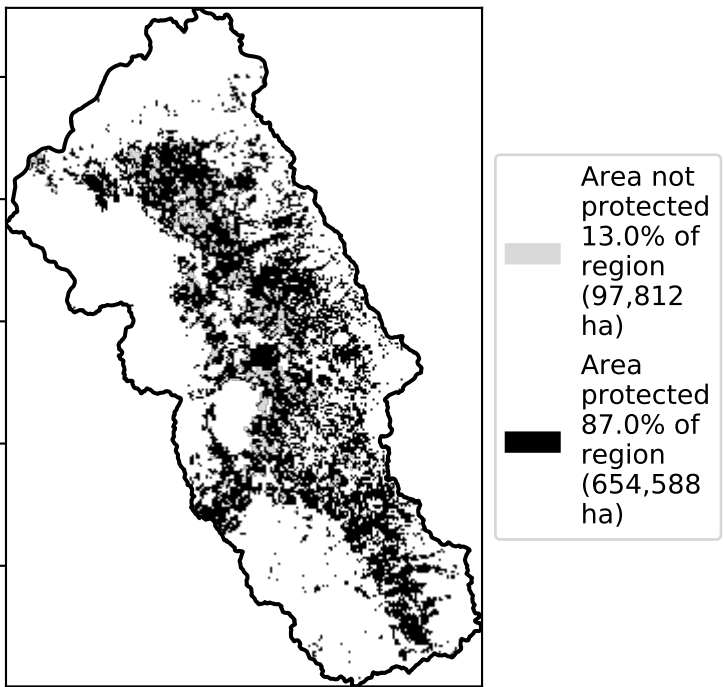 Area not
protected
13.0% of
region
(97,812
ha)
Area
protected
87.0% of
region
(654,588
ha)